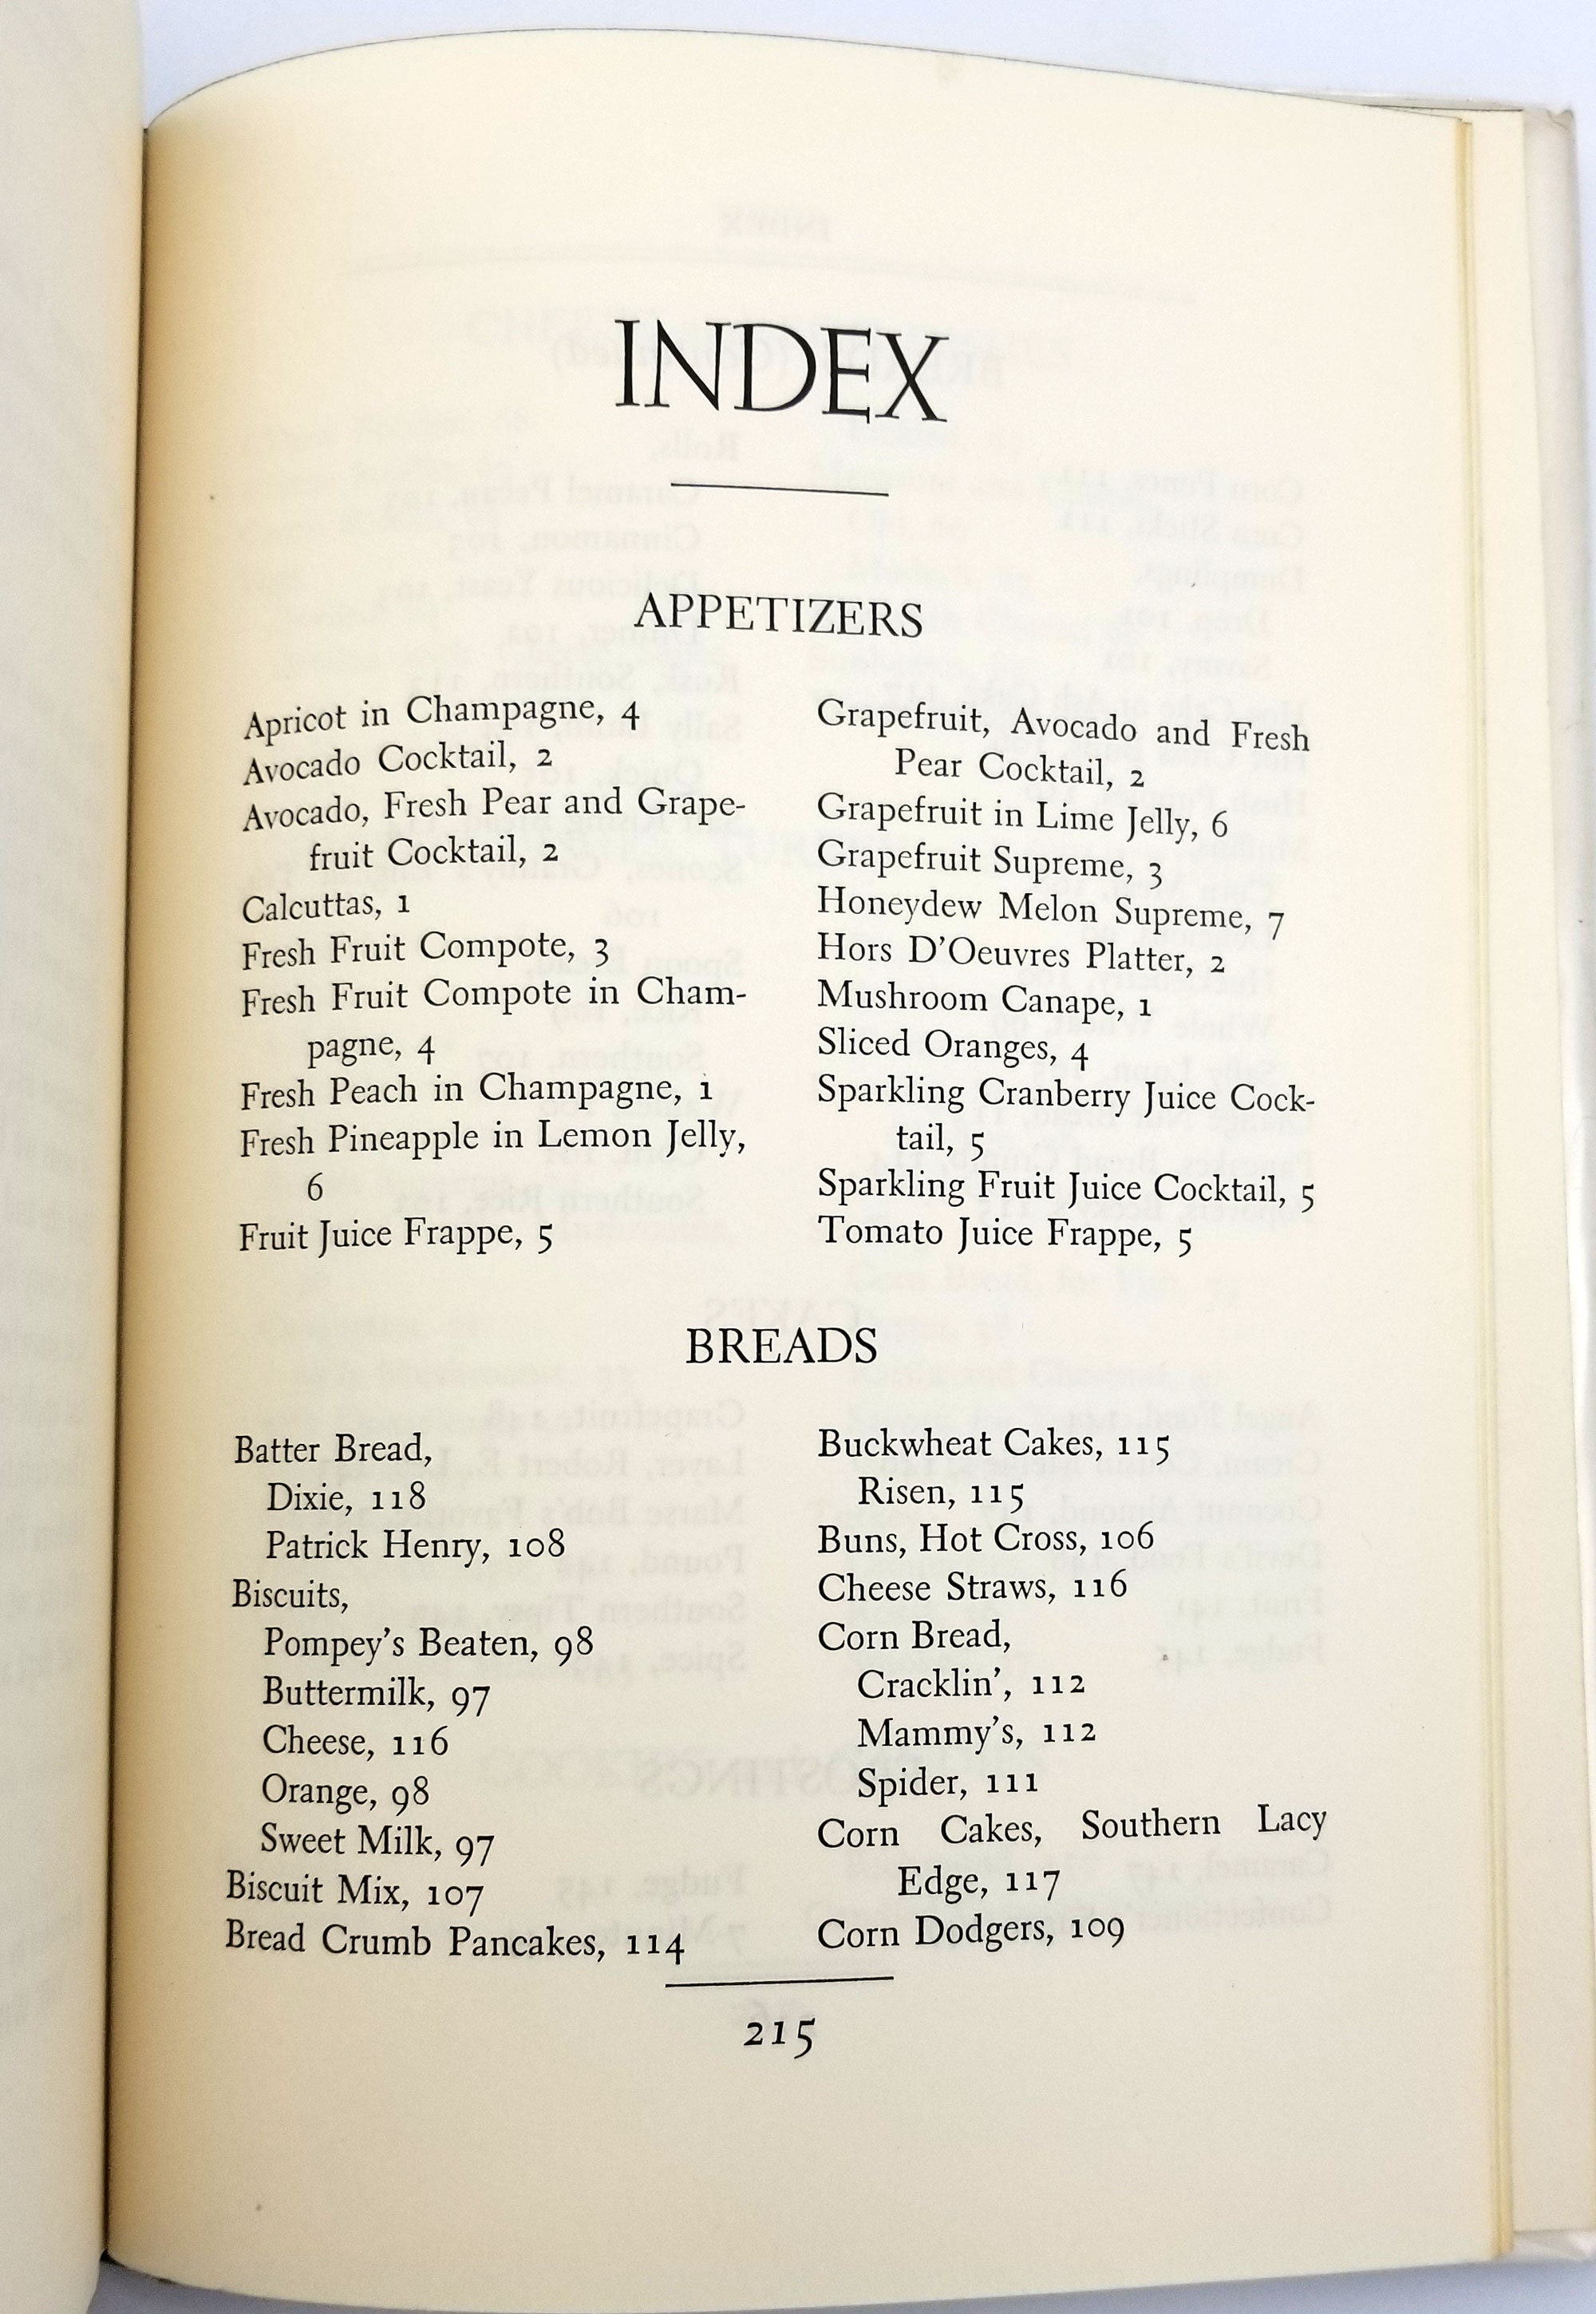 INDEX
APPETIZERS
Apricot in Champagne, 4
Avocado Cocktail, 2
Avocado, Fresh Pear and Grape-
fruit Cocktail, 2
Calcuttas, 1
Fresh Fruit Compote, 3
Fresh Fruit Compote in Cham-
pagne, 4
Fresh Peach in Champagne, 1
Fresh Pineapple in Lemon Jelly,
6
Fruit Juice Frappe, 5
Grapefruit, Avocado and Fresh
Pear Cocktail, 2
Grapefruit in Lime Jelly, 6
Grapefruit Supreme, 3
Honeydew Melon Supreme, 7
Hors D'Oeuvres Platter, 2
Mushroom Canape, 1
Sliced Oranges, 4
Sparkling Cranberry Juice Cock-
tail, 5
Sparkling Fruit Juice Cocktail, 5
Tomato Juice Frappe, 5
BREADS
Batter Bread,
Dixie, 118
Patrick Henry, 108
Biscuits,
Pompey's Beaten, 98
Buttermilk, 97
Cheese, 116
Orange, 98
Sweet Milk, 97
Biscuit Mix, 107
Bread Crumb Pancakes, 114
Buckwheat Cakes, 115
Risen, 115
Buns, Hot Cross, 106
Cheese Straws, 116
Corn Bread,
Cracklin', 112
Mammy's, 112
Spider, 111
Corn Cakes, Southern Lacy
Edge, 117
Corn Dodgers, 109
215